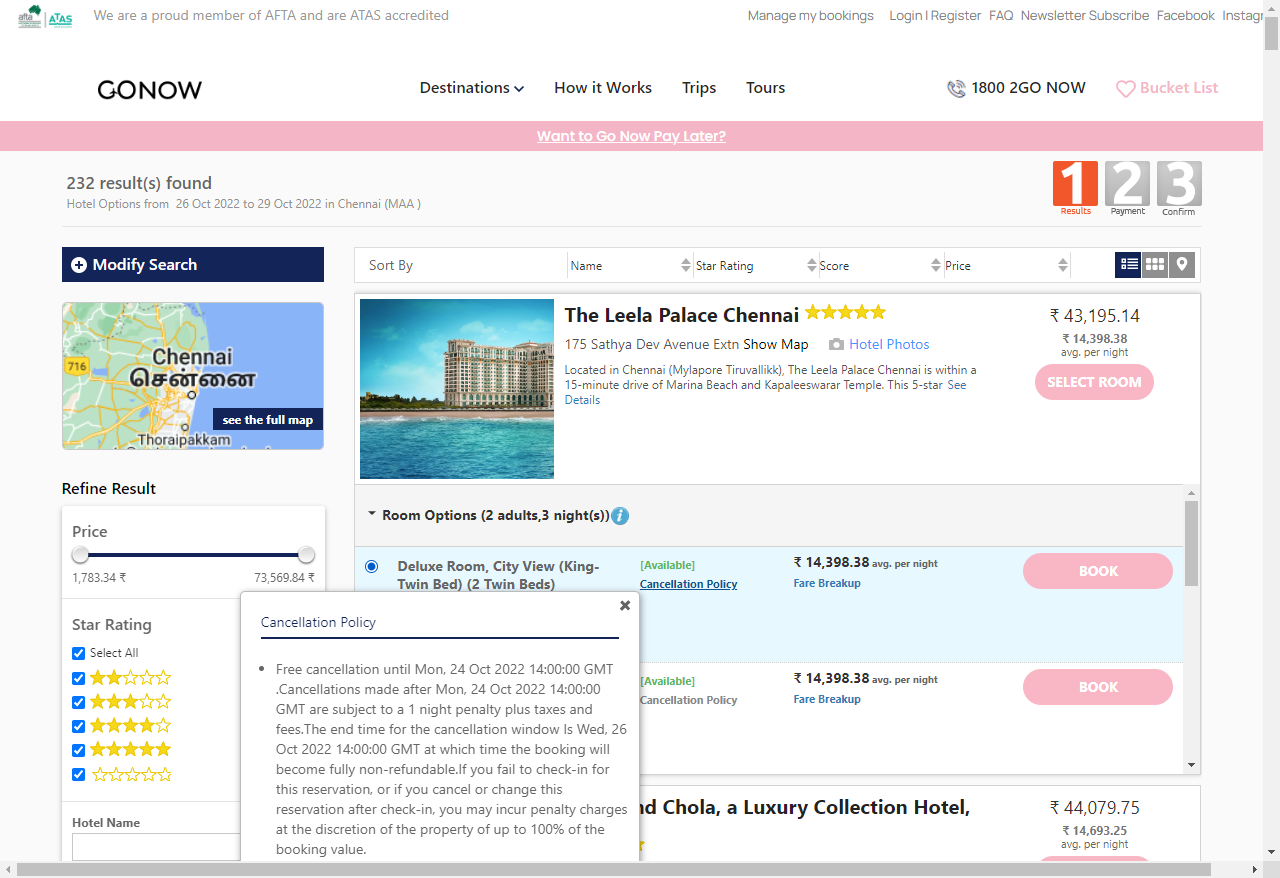 afta ATAS We are a proud member of AFTA and are ATAS accredited
Manage my bookings Login | Register FAQ Newsletter Subscribe Facebook
GONOW
Destinations How it Works Trips Tours
1800 2GO NOW Bucket List
Want to Go Now Pay Later?
232 result(s) found
Hotel Options from 26 Oct 2022 to 29 Oct 2022 in Chennai (MAA )
1 2 3
Results Payment Confirm
Modify Search
716
Chennai
சென்னை
see the full map
Thoraipakkam
Refine Result
Price
1,783.34 ₹ 73,569.84 ₹
Star Rating
Select All
Hotel Name
Sort By Name Star Rating Score Price
The Leela Palace Chennai
175 Sathya Dev Avenue Extn Show Map Hotel Photos
Located in Chennai (Mylapore Tiruvallikk), The Leela Palace Chennai is within a
15-minute drive of Marina Beach and Kapaleeswarar Temple. This 5-star See
Details
₹ 43,195.14
₹ 14,398.38
avg. per night
SELECT ROOM
Room Options (2 adults,3 night(s)) i
Deluxe Room, City View (King-
Twin Bed) (2 Twin Beds)
[Available]
Cancellation Policy
₹ 14,398.38 avg. per night
Fare Breakup
BOOK
[Available]
Cancellation Policy
₹ 14,398.38 avg. per night
Fare Breakup
BOOK
Cancellation Policy
Free cancellation until Mon, 24 Oct 2022 14:00:00 GMT
.Cancellations made after Mon, 24 Oct 2022 14:00:00
GMT are subject to a 1 night penalty plus taxes and
fees.The end time for the cancellation window Is Wed, 26
Oct 2022 14:00:00 GMT at which time the booking will
become fully non-refundable.If you fail to check-in for
this reservation, or if you cancel or change this
reservation after check-in, you may incur penalty charges
at the discretion of the property of up to 100% of the
booking value.
Chola, a Luxury Collection Hotel,
₹ 44,079.75
₹ 14,693.25
avg. per night